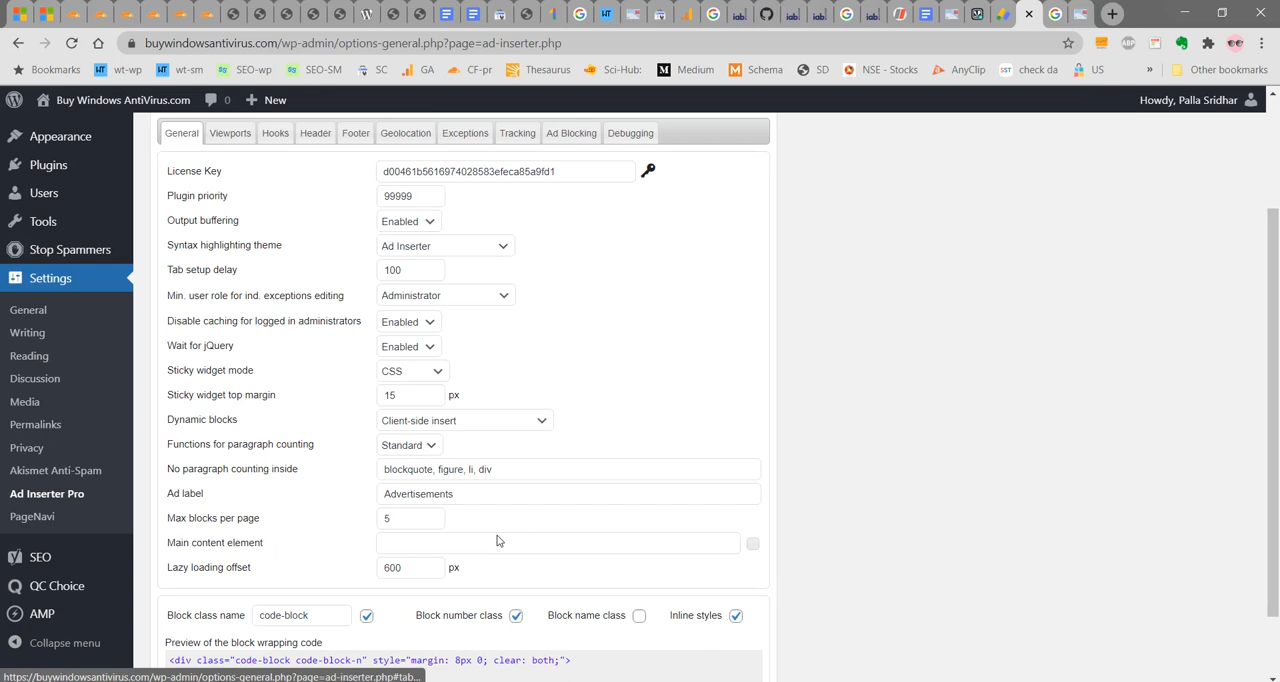 buywindowsantivirus.com/wp-admin/options-general.php?page=ad-inserter.php
Bookmarks wt-wp wt-sm SEO-wp SEO-SM SC GA CF-pr Thesaurus Sci-Hub: Medium Schema SD NSE - Stocks AnyClip check da US » Other bookmarks
Buy Windows AntiVirus.com 0 New Howdy, Palla Sridhar
Appearance
Plugins
Users
Tools
Stop Spammers
Settings
General
Writing
Reading
Discussion
Media
Permalinks
Privacy
Akismet Anti-Spam
Ad Inserter Pro
PageNavi
SEO
QC Choice
AMP
Collapse menu
General Viewports Hooks Header Footer Geolocation Exceptions Tracking Ad Blocking Debugging
License Key d00461b5616974028583efeca85a9fd1
Plugin priority 99999
Output buffering Enabled
Syntax highlighting theme Ad Inserter
Tab setup delay 100
Min. user role for ind. exceptions editing Administrator
Disable caching for logged in administrators Enabled
Wait for jQuery Enabled
Sticky widget mode CSS
Sticky widget top margin 15 px
Dynamic blocks Client-side insert
Functions for paragraph counting Standard
No paragraph counting inside blockquote, figure, li, div
Ad label Advertisements
Max blocks per page 5
Main content element
Lazy loading offset 600 px
Block class name code-block Block number class Block name class Inline styles
Preview of the block wrapping code
<div class="code-block code-block-n" style="margin: 8px 0; clear: both;">
https://buywindowsantivirus.com/wp-admin/options-general.php?page=ad-inserter.php#tab...